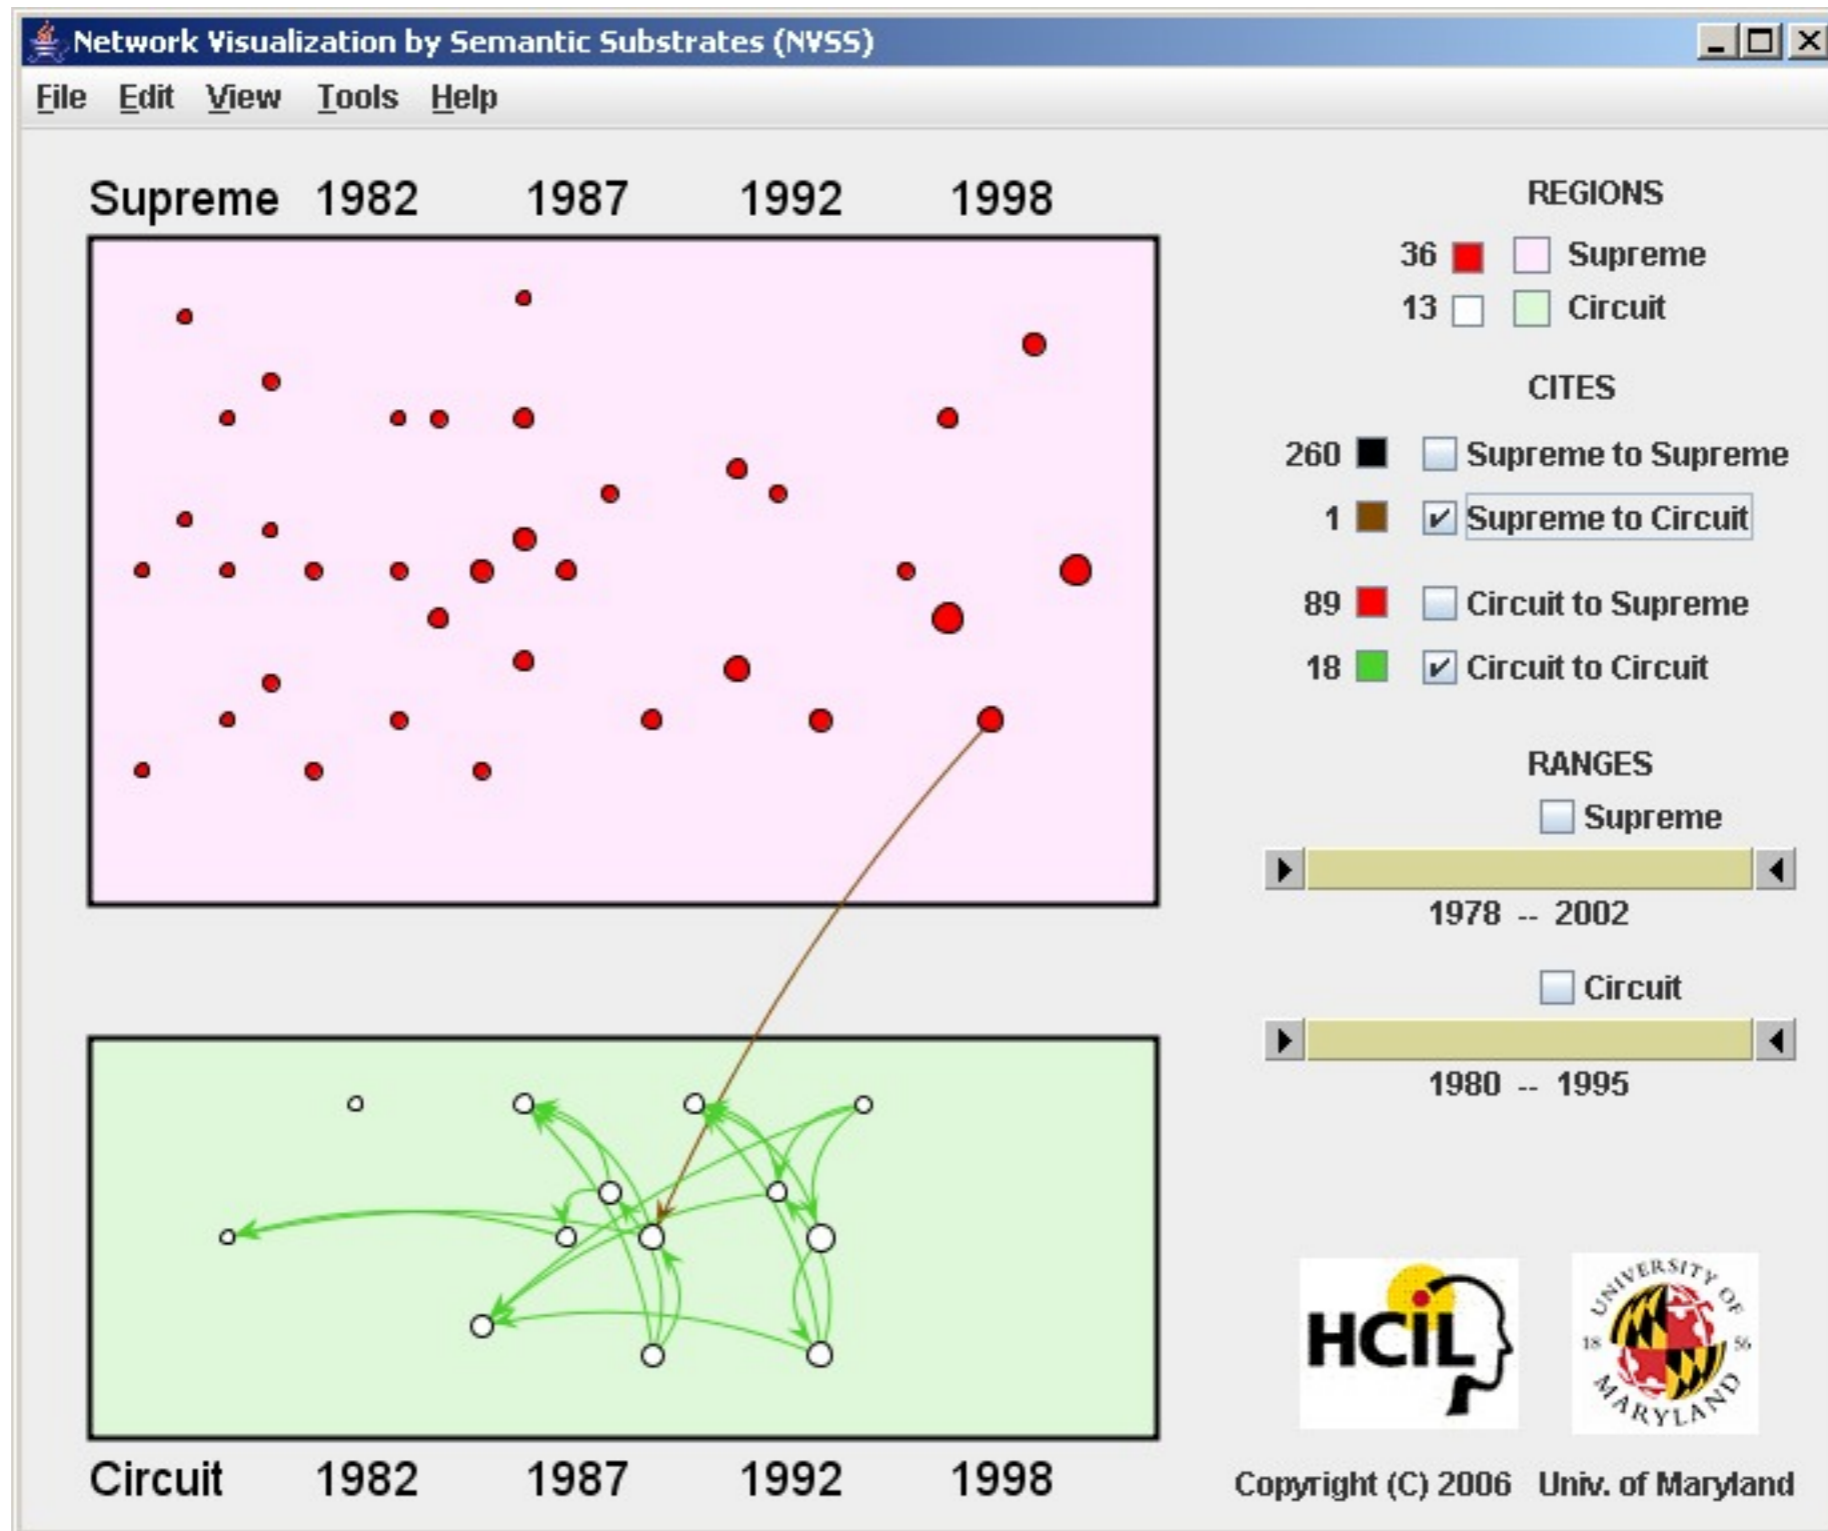 Network Visualization by Semantic Substrates (NVSS)
File Edit View Tools Help
Supreme 1982 1987 1992 1998
REGIONS
36 Supreme
13 Circuit
CITES
260 Supreme to Supreme
1 Supreme to Circuit
89 Circuit to Supreme
18 Circuit to Circuit
RANGES
Supreme
1978 -- 2002
Circuit
1980 -- 1995
Circuit 1982 1987 1992 1998
HCIL
UNIVERSITY OF
18 56
MARYLAND
Copyright (C) 2006 Univ. of Maryland